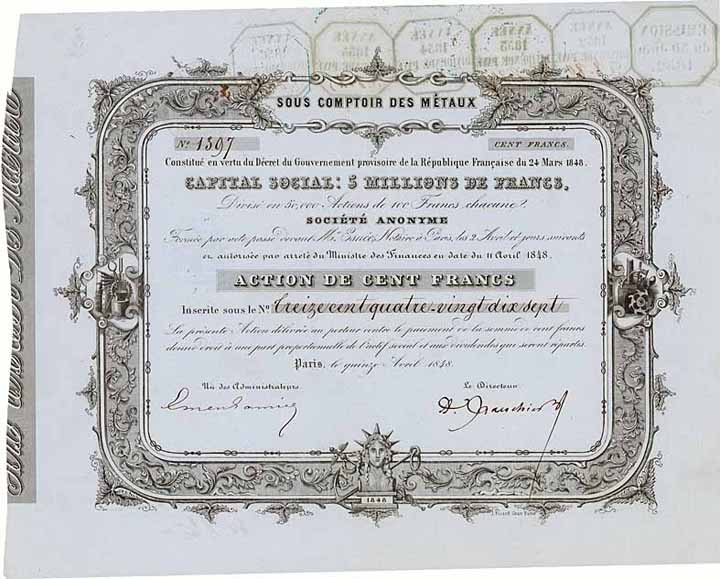 SOUS COMPTOIR DES MÉTAUX
No. 1397
CENT FRANCS.
Constitué en vertu du Décret du Gouvernement provisoire de la République Française du 24 Mars 1848.
CAPITAL SOCIAL: 5 MILLIONS DE FRANCS,
Divisé en 50,000 Actions de 100 Francs chacune.
SOCIÉTÉ ANONYME
Formée par acte passé devant Me Notaire à Paris, les 2 Avril et jours suivants
et autorisée par arrêté du Ministre des Finances en date du 11 Avril 1848.
ACTION DE CENT FRANCS
Inscrite sous le No. Treize cent quatre-vingt dix sept
La présente Action délivrée au porteur contre le paiement de la somme de cent francs
donne droit à une part proportionnelle de l'actif social et aux dividendes qui seront répartis.
Paris, le quinze Avril 1848.
Un des Administrateurs
Le Directeur
1848